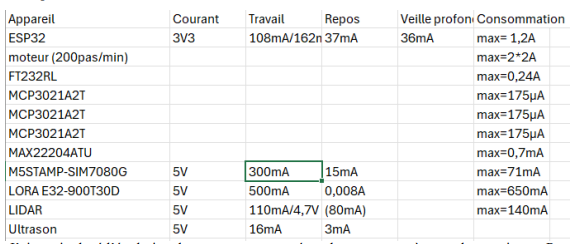 Appareil Courant Travail Repos Veille profon Consommation
ESP32 3V3 108mA/162n 37mA 36mA max= 1,2A
moteur (200pas/min) max=2*2A
FT232RL max=0,24A
MCP3021A2T max=175µA
MCP3021A2T max=175µA
MCP3021A2T max=175µA
MAX22204ATU max=0,7mA
M5STAMP-SIM7080G 5V 300mA 15mA max=71mA
LORA E32-900T30D 5V 500mA 0,008A max=650mA
LIDAR 5V 110mA/4,7V (80mA) max=140mA
Ultrason 5V 16mA 3mA